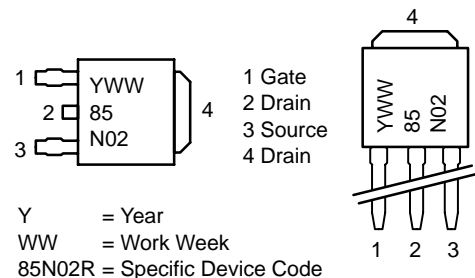 1
2
3
YWW
85
N02
4
1 Gate
2 Drain
3 Source
4 Drain
4
YWW
85
N02
1 2 3
Y = Year
WW = Work Week
85N02R = Specific Device Code